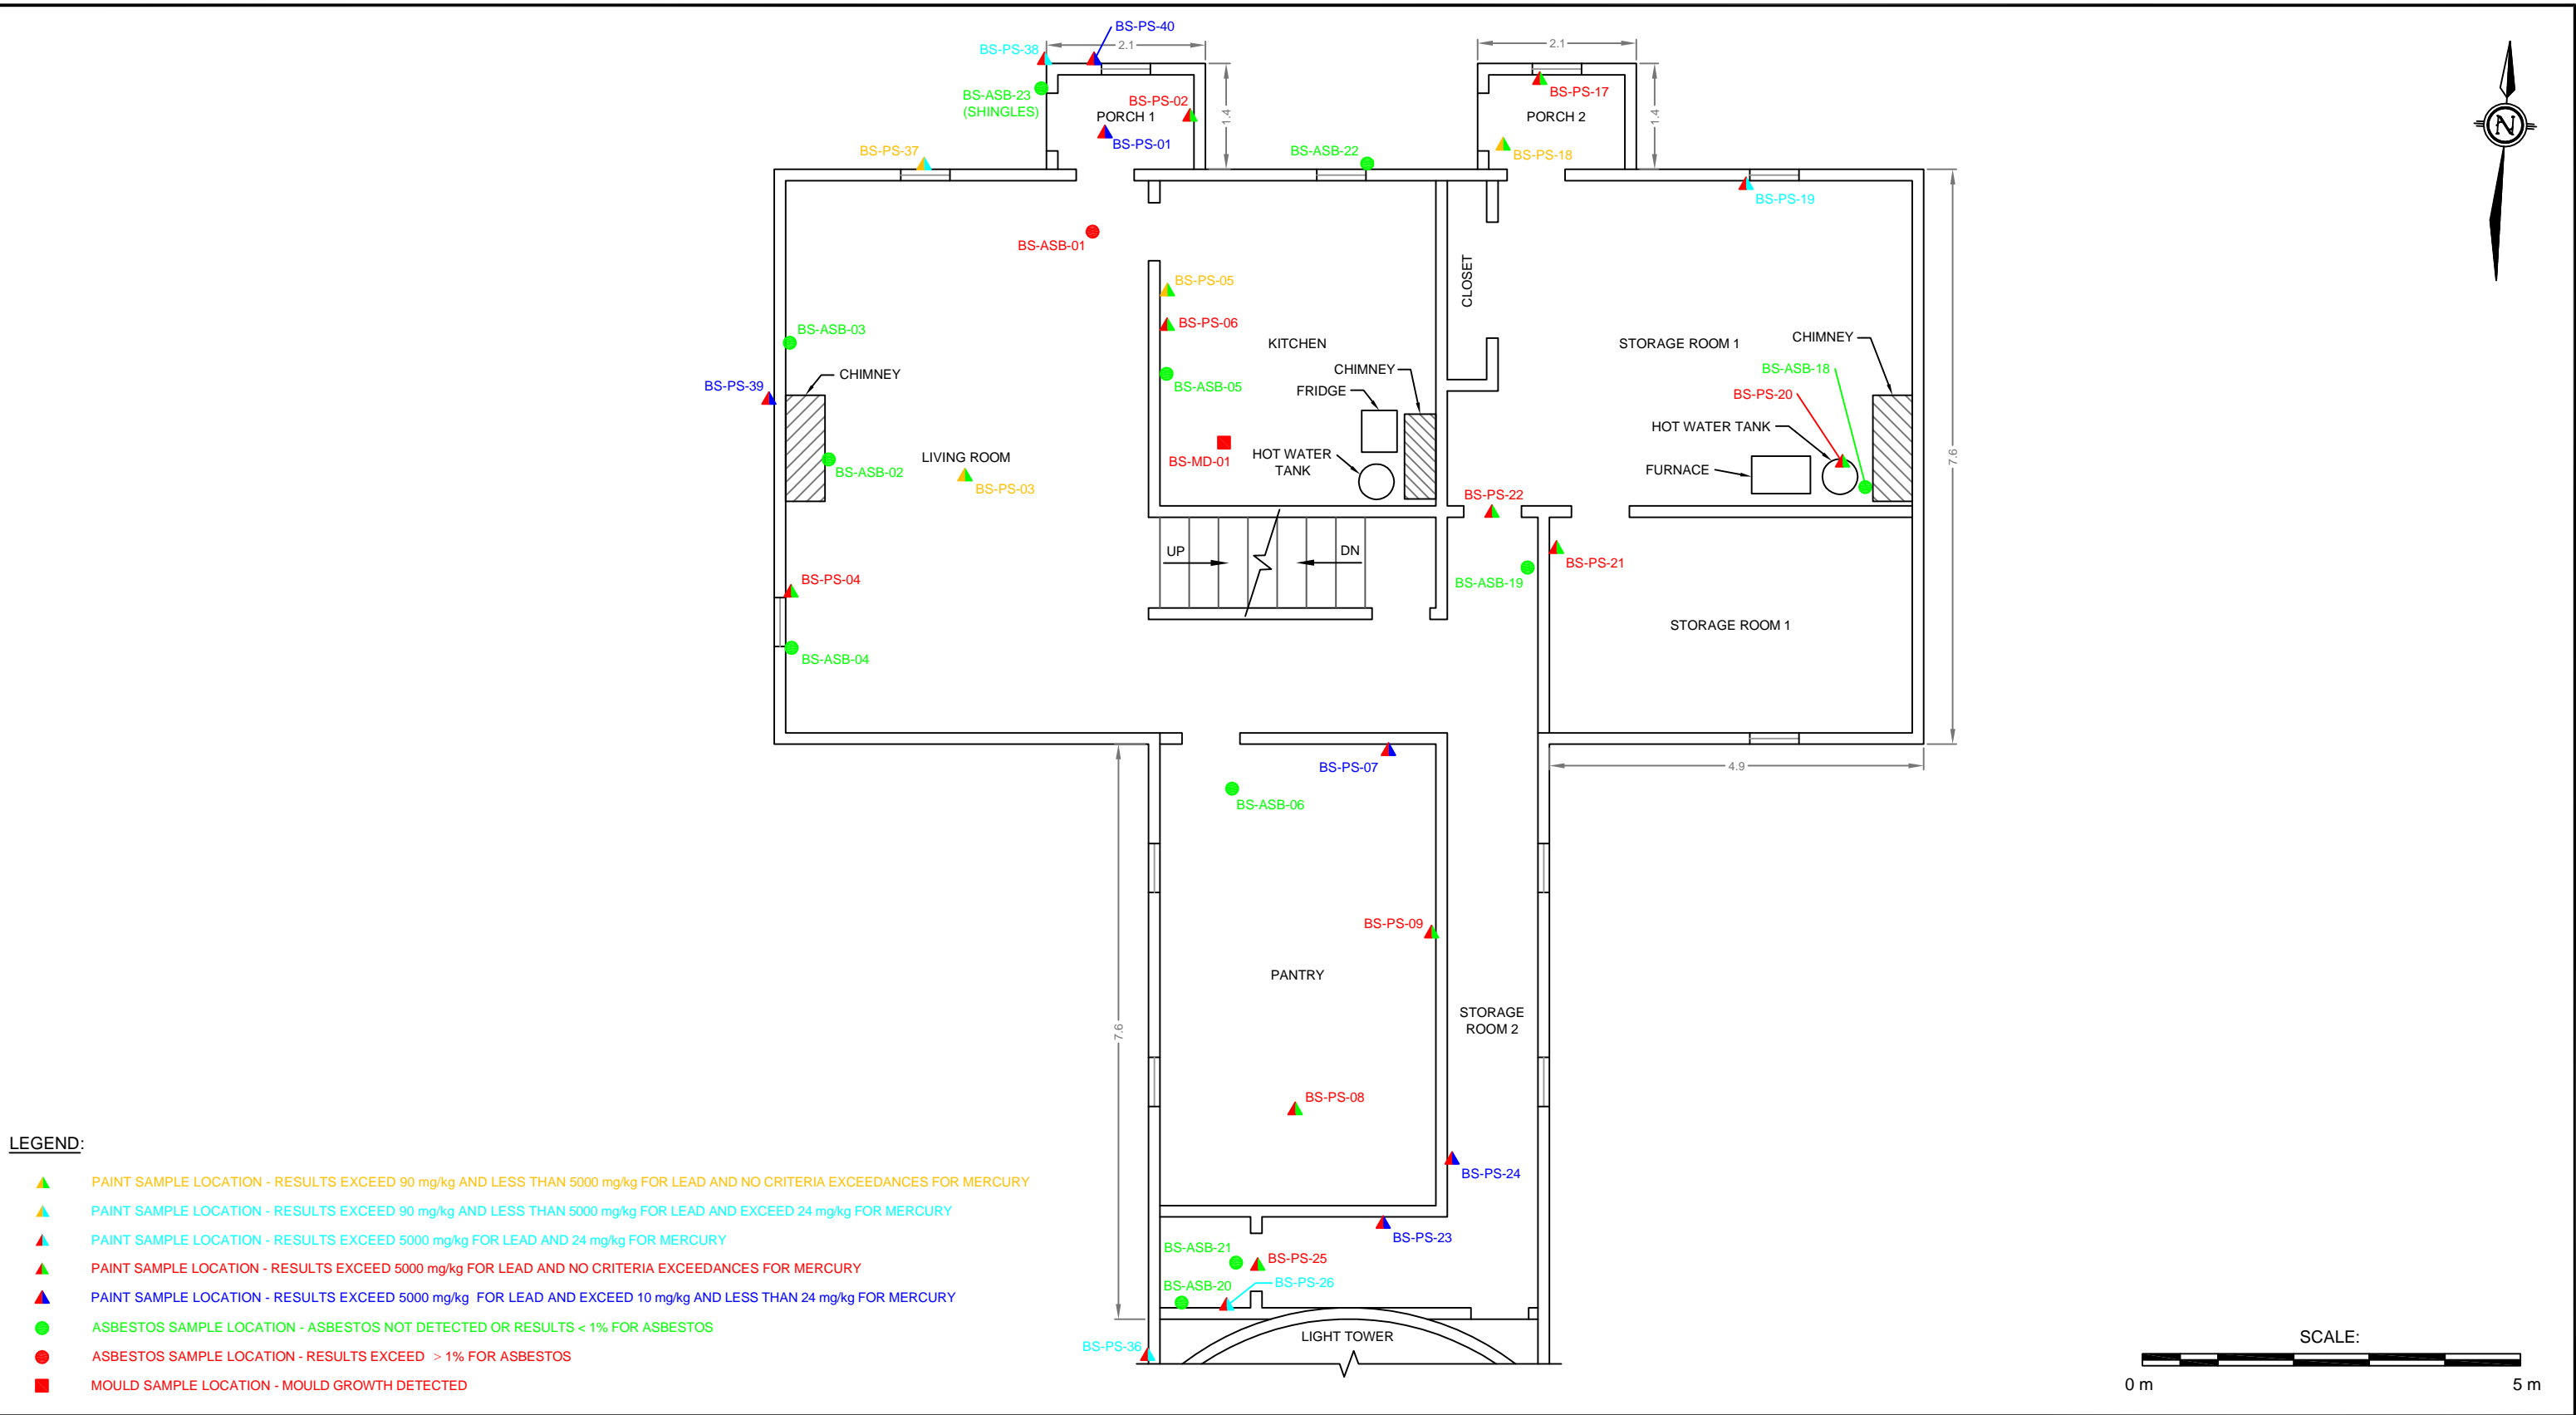 BS-PS-40
BS-PS-38
2.1
2.1
BS-ASB-23
(SHINGLES)
BS-PS-02
PORCH 1
BS-PS-01
1.4
BS-PS-17
PORCH 2
1.4
N
BS-PS-37
BS-ASB-22
BS-PS-18
BS-PS-19
BS-ASB-01
CLOSET
BS-PS-05
BS-PS-06
BS-ASB-03
KITCHEN
STORAGE ROOM 1
CHIMNEY
CHIMNEY
CHIMNEY
BS-ASB-18
BS-PS-39
BS-ASB-05
FRIDGE
BS-PS-20
HOT WATER TANK
LIVING ROOM
BS-MD-01
HOT WATER
TANK
FURNACE
7.6
BS-ASB-02
BS-PS-03
BS-PS-22
UP
DN
BS-PS-21
BS-PS-04
BS-ASB-19
STORAGE ROOM 1
BS-ASB-04
BS-PS-07
4.9
BS-ASB-06
BS-PS-09
PANTRY
STORAGE
ROOM 2
7.6
BS-PS-08
BS-PS-24
BS-PS-23
BS-ASB-21
BS-PS-25
BS-ASB-20
BS-PS-26
LIGHT TOWER
BS-PS-36
LEGEND:
PAINT SAMPLE LOCATION - RESULTS EXCEED 90 mg/kg AND LESS THAN 5000 mg/kg FOR LEAD AND NO CRITERIA EXCEEDANCES FOR MERCURY
PAINT SAMPLE LOCATION - RESULTS EXCEED 90 mg/kg AND LESS THAN 5000 mg/kg FOR LEAD AND EXCEED 24 mg/kg FOR MERCURY
PAINT SAMPLE LOCATION - RESULTS EXCEED 5000 mg/kg FOR LEAD AND 24 mg/kg FOR MERCURY
PAINT SAMPLE LOCATION - RESULTS EXCEED 5000 mg/kg FOR LEAD AND NO CRITERIA EXCEEDANCES FOR MERCURY
PAINT SAMPLE LOCATION - RESULTS EXCEED 5000 mg/kg FOR LEAD AND EXCEED 10 mg/kg AND LESS THAN 24 mg/kg FOR MERCURY
ASBESTOS SAMPLE LOCATION - ASBESTOS NOT DETECTED OR RESULTS < 1% FOR ASBESTOS
ASBESTOS SAMPLE LOCATION - RESULTS EXCEED > 1% FOR ASBESTOS
MOULD SAMPLE LOCATION - MOULD GROWTH DETECTED
SCALE:
0 m
5 m